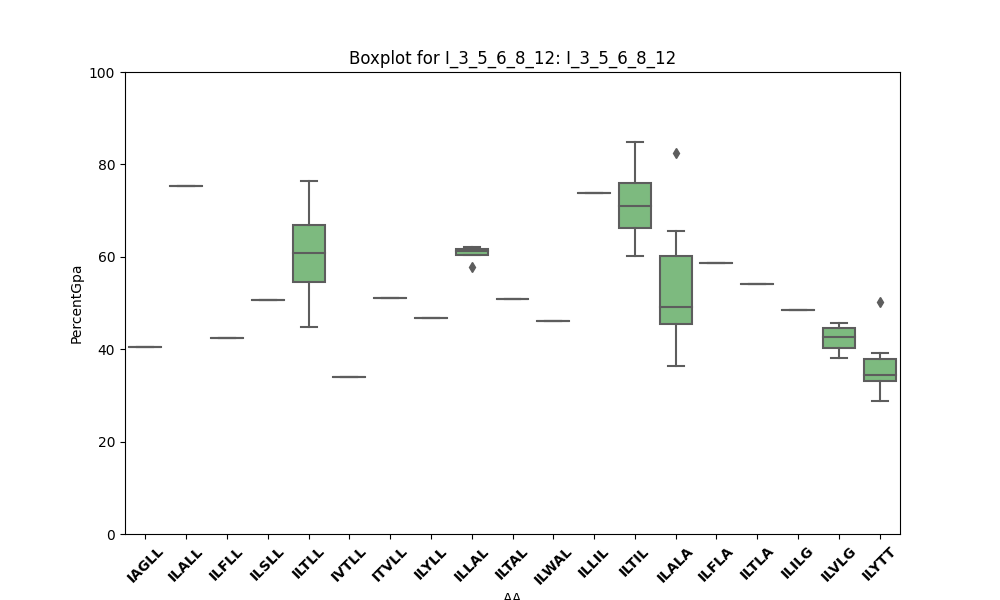 Boxplot for I_3_5_6_8_12: I_3_5_6_8_12
100
80
60
40
20
0
PercentGpa
IAGLL
ILALL
ILFLL
ILSLL
ILTLL
IVTLL
ITVLL
ILYLL
ILLAL
ILTAL
ILWAL
ILLIL
ILTIL
ILALA
ILFLA
ILTLA
ILILG
ILVLG
ILYTT
AA